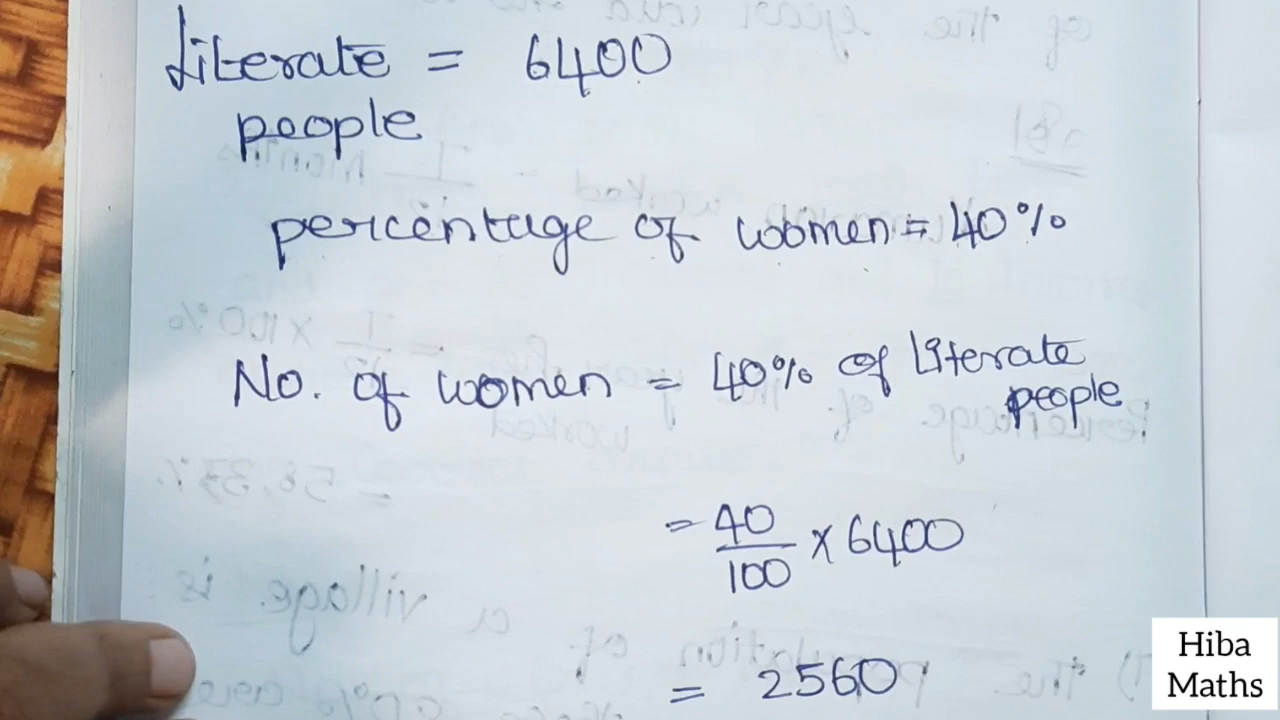 Literate = 6400
people
percentage of women = 40%
No. of women = 40% of Literate
people
= 40/100 × 6400
= 2560
Hiba
Maths